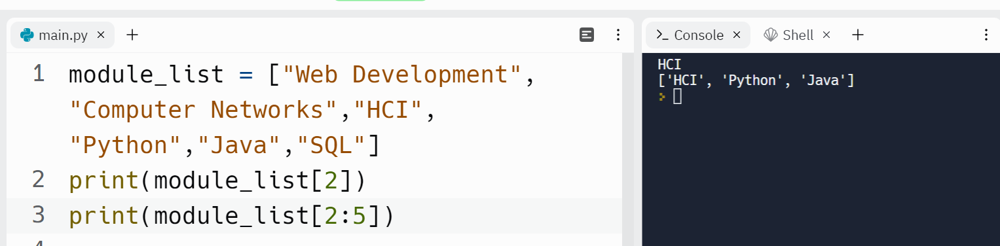 main.py × +
1 module_list = ["Web Development",
"Computer Networks","HCI",
"Python","Java","SQL"]
2 print(module_list[2])
3 print(module_list[2:5])
>_ Console × Shell × +
HCI
['HCI', 'Python', 'Java']
>